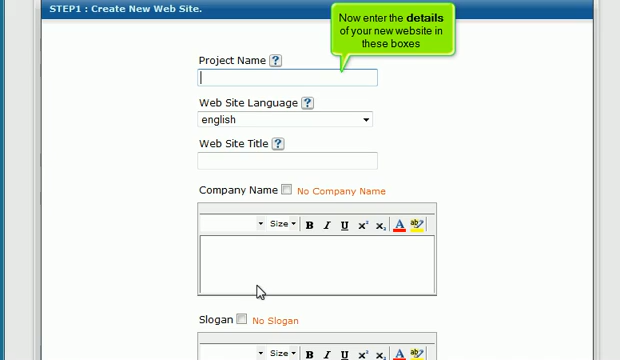 STEP1 : Create New Web Site.
Now enter the details
of your new website in
these boxes
Project Name ?
Web Site Language ?
english
Web Site Title ?
Company Name No Company Name
Size B I U x² x₂ A ab
Slogan No Slogan
Size B I U x² x₂ A ab